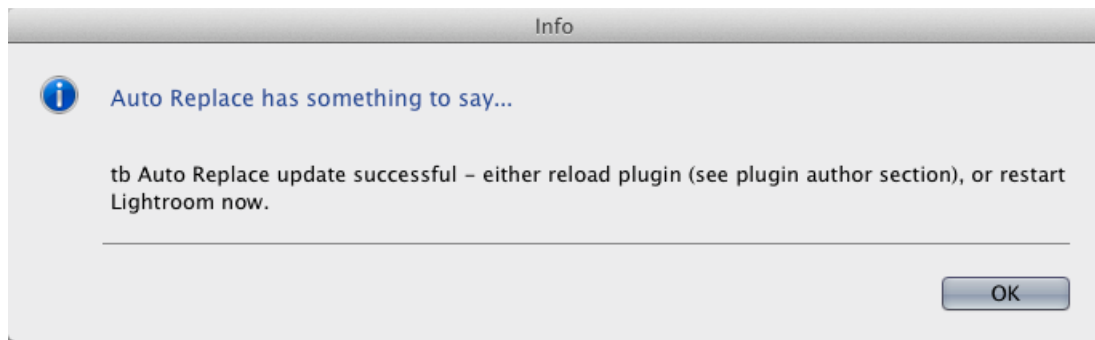 Info
Auto Replace has something to say...
tb Auto Replace update successful – either reload plugin (see plugin author section), or restart
Lightroom now.
OK